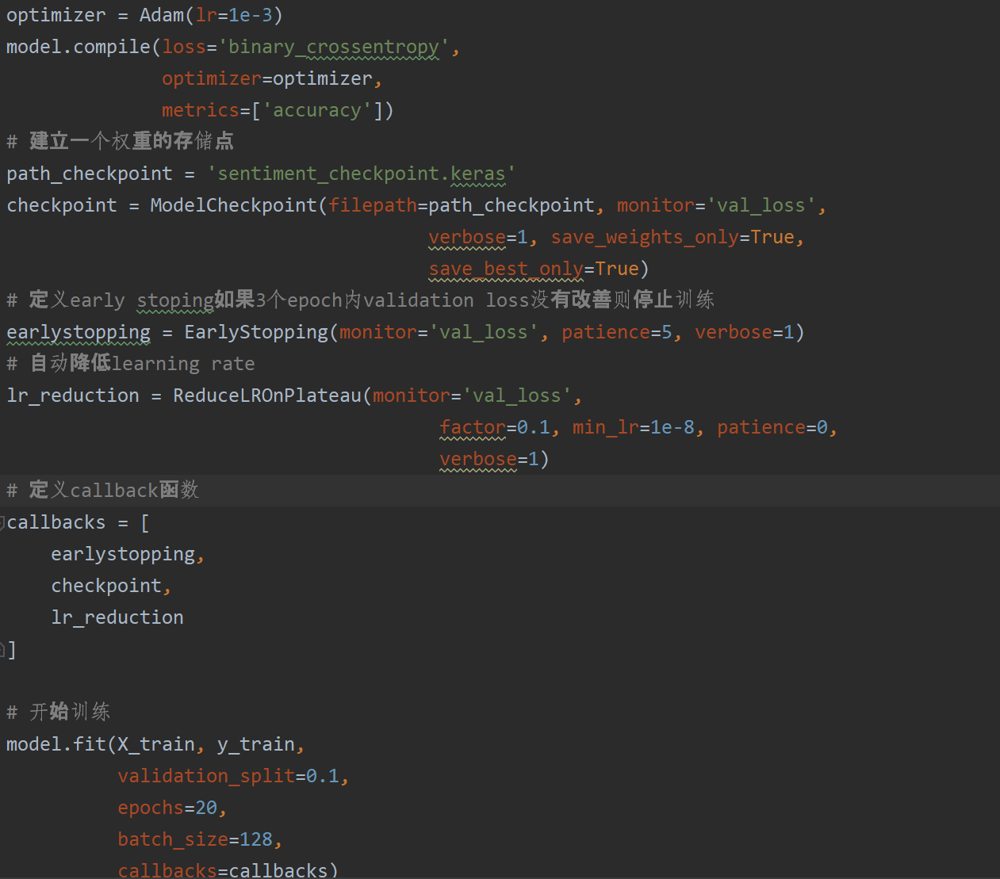 optimizer = Adam(lr=1e-3)
model.compile(loss='binary_crossentropy',
              optimizer=optimizer,
              metrics=['accuracy'])
# 建立一个权重的存储点
path_checkpoint = 'sentiment_checkpoint.keras'
checkpoint = ModelCheckpoint(filepath=path_checkpoint, monitor='val_loss',
                                      verbose=1, save_weights_only=True,
                                      save_best_only=True)
# 定义early stoping如果3个epoch内validation loss没有改善则停止训练
earlystopping = EarlyStopping(monitor='val_loss', patience=5, verbose=1)
# 自动降低learning rate
lr_reduction = ReduceLROnPlateau(monitor='val_loss',
                                       factor=0.1, min_lr=1e-8, patience=0,
                                       verbose=1)
# 定义callback函数
callbacks = [
    earlystopping,
    checkpoint,
    lr_reduction
]
# 开始训练
model.fit(X_train, y_train,
          validation_split=0.1,
          epochs=20,
          batch_size=128,
          callbacks=callbacks)